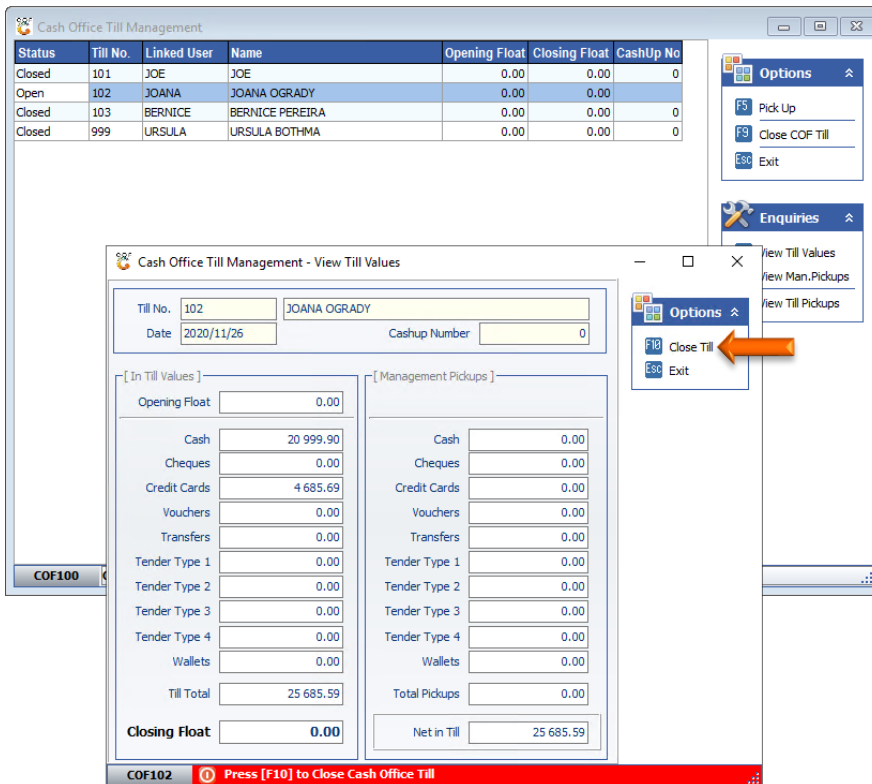 Cash Office Till Management
Status Till No. Linked User Name Opening Float Closing Float CashUp No
Closed 101 JOE JOE 0.00 0.00 0
Open 102 JOANA JOANA OGRADY 0.00 0.00
Closed 103 BERNICE BERNICE PEREIRA 0.00 0.00 0
Closed 999 URSULA URSULA BOTHMA 0.00 0.00 0
Options
F5 Pick Up
F9 Close COF Till
Esc Exit
Enquiries
View Till Values
View Man.Pickups
View Till Pickups
COF100
Cash Office Till Management - View Till Values
Till No. 102 JOANA OGRADY
Date 2020/11/26 Cashup Number 0
Options
F10 Close Till
Esc Exit
[ In Till Values ]
Opening Float 0.00
Cash 20 999.90
Cheques 0.00
Credit Cards 4 685.69
Vouchers 0.00
Transfers 0.00
Tender Type 1 0.00
Tender Type 2 0.00
Tender Type 3 0.00
Tender Type 4 0.00
Wallets 0.00
Till Total 25 685.59
Closing Float 0.00
[ Management Pickups ]
Cash 0.00
Cheques 0.00
Credit Cards 0.00
Vouchers 0.00
Transfers 0.00
Tender Type 1 0.00
Tender Type 2 0.00
Tender Type 3 0.00
Tender Type 4 0.00
Wallets 0.00
Total Pickups 0.00
Net in Till 25 685.59
COF102 Press [F10] to Close Cash Office Till